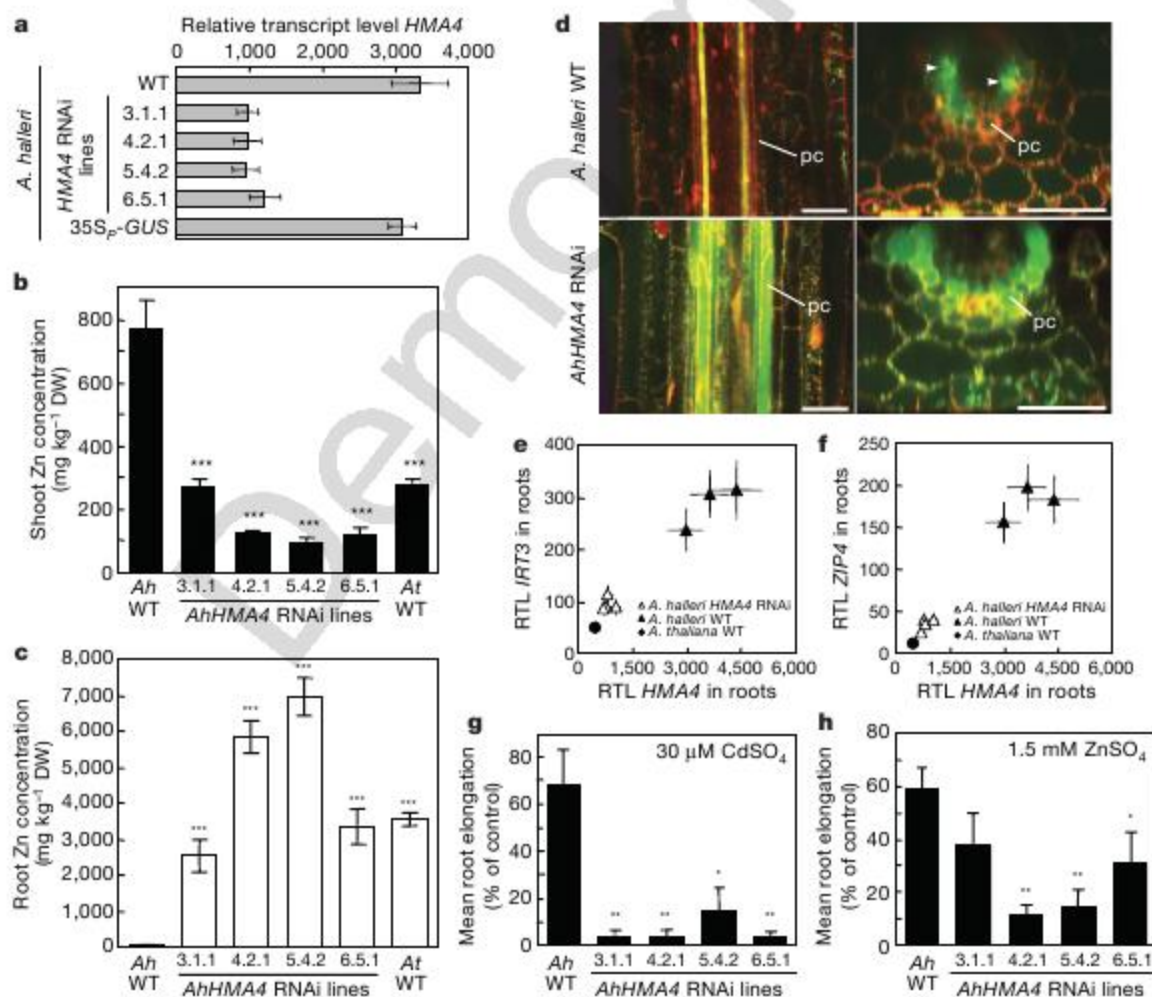 a
Relative transcript level HMA4
0 1,000 2,000 3,000 4,000
A. halleri
HMA4 RNAi lines
WT
3.1.1
4.2.1
5.4.2
6.5.1
35SP-GUS
b
Shoot Zn concentration
(mg kg−1 DW)
800
600
400
200
0
*** *** *** *** ***
Ah WT 3.1.1 4.2.1 5.4.2 6.5.1 At WT
AhHMA4 RNAi lines
c
Root Zn concentration
(mg kg−1 DW)
8,000
7,000
6,000
5,000
4,000
3,000
2,000
1,000
0
*** *** *** *** ***
Ah WT 3.1.1 4.2.1 5.4.2 6.5.1 At WT
AhHMA4 RNAi lines
d
A. halleri WT
pc
pc
AhHMA4 RNAi
pc
pc
e
RTL IRT3 in roots
400
300
200
100
0
A. halleri HMA4 RNAi
A. halleri WT
A. thaliana WT
0 1,500 3,000 4,500 6,000
RTL HMA4 in roots
f
RTL ZIP4 in roots
250
200
150
100
50
0
A. halleri HMA4 RNAi
A. halleri WT
A. thaliana WT
0 1,500 3,000 4,500 6,000
RTL HMA4 in roots
g
30 μM CdSO4
Mean root elongation
(% of control)
80
60
40
20
0
** ** * **
Ah WT 3.1.1 4.2.1 5.4.2 6.5.1
AhHMA4 RNAi lines
h
1.5 mM ZnSO4
Mean root elongation
(% of control)
80
60
40
20
0
** ** *
Ah WT 3.1.1 4.2.1 5.4.2 6.5.1
AhHMA4 RNAi lines
Demo